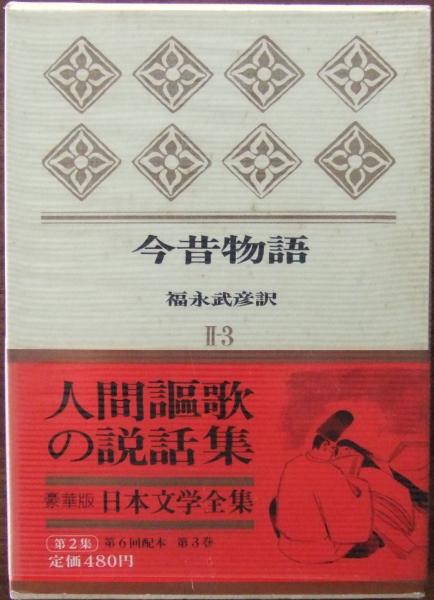 今昔物語
福永武彦訳
Ⅱ-3
人間謳歌
の説話集
豪華版 日本文学全集
第2集 第6回配本 第3巻
定価480円